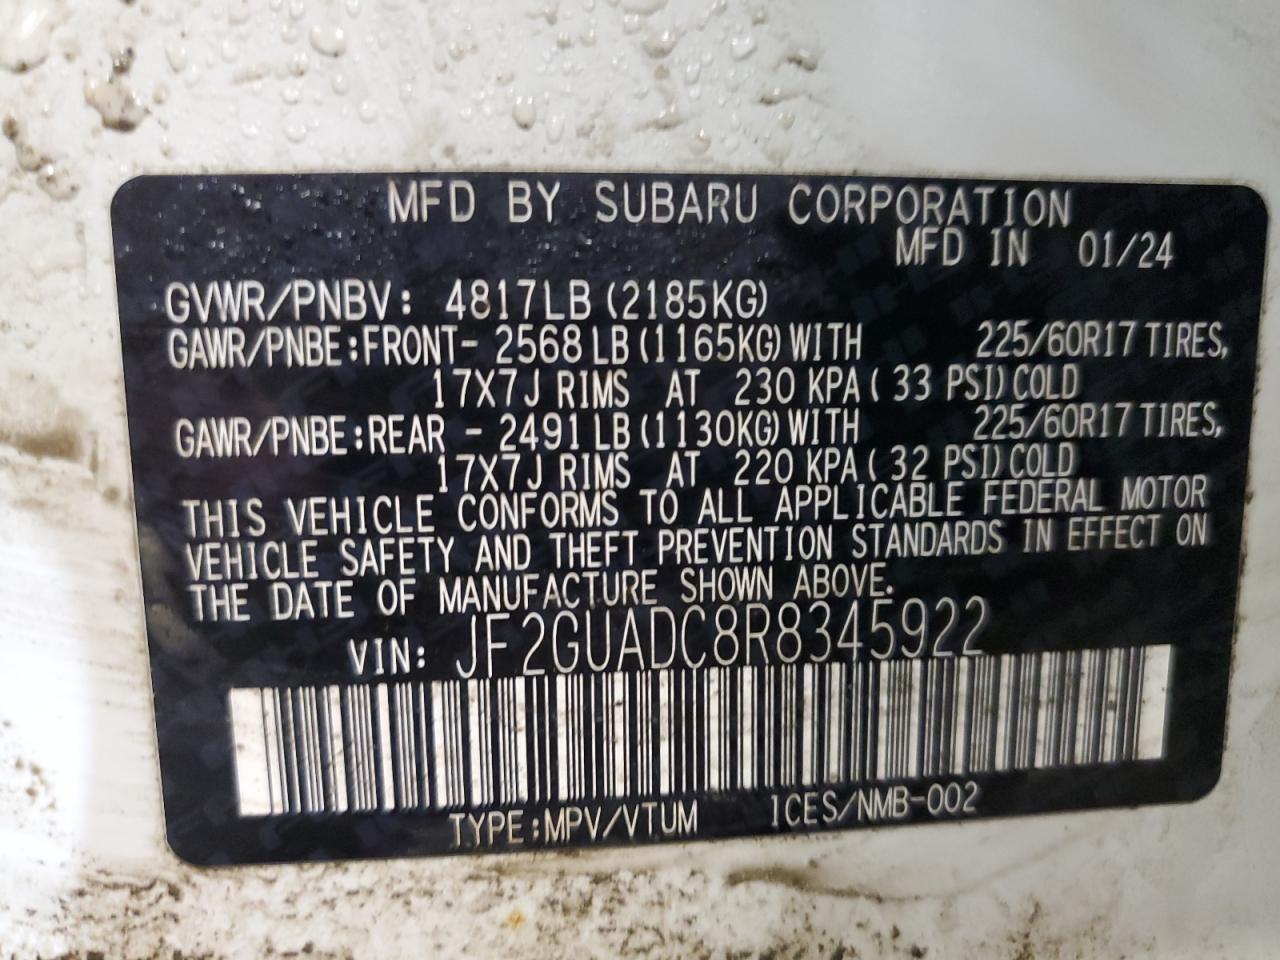 MFD BY SUBARU CORPORATION
MFD IN 01/24
GVWR/PNBV: 4817LB (2185KG)
GAWR/PNBE:FRONT- 2568 LB (1165KG) WITH 225/60R17 TIRES,
17X7J RIMS AT 230 KPA ( 33 PSI) COLD
GAWR/PNBE:REAR - 2491 LB (1130KG) WITH 225/60R17 TIRES,
17X7J RIMS AT 220 KPA ( 32 PSI) COLD
THIS VEHICLE CONFORMS TO ALL APPLICABLE FEDERAL MOTOR
VEHICLE SAFETY AND THEFT PREVENTION STANDARDS IN EFFECT ON
THE DATE OF MANUFACTURE SHOWN ABOVE.
VIN: JF2GUADC8R8345922
TYPE:MPV/VTUM ICES/NMB-002